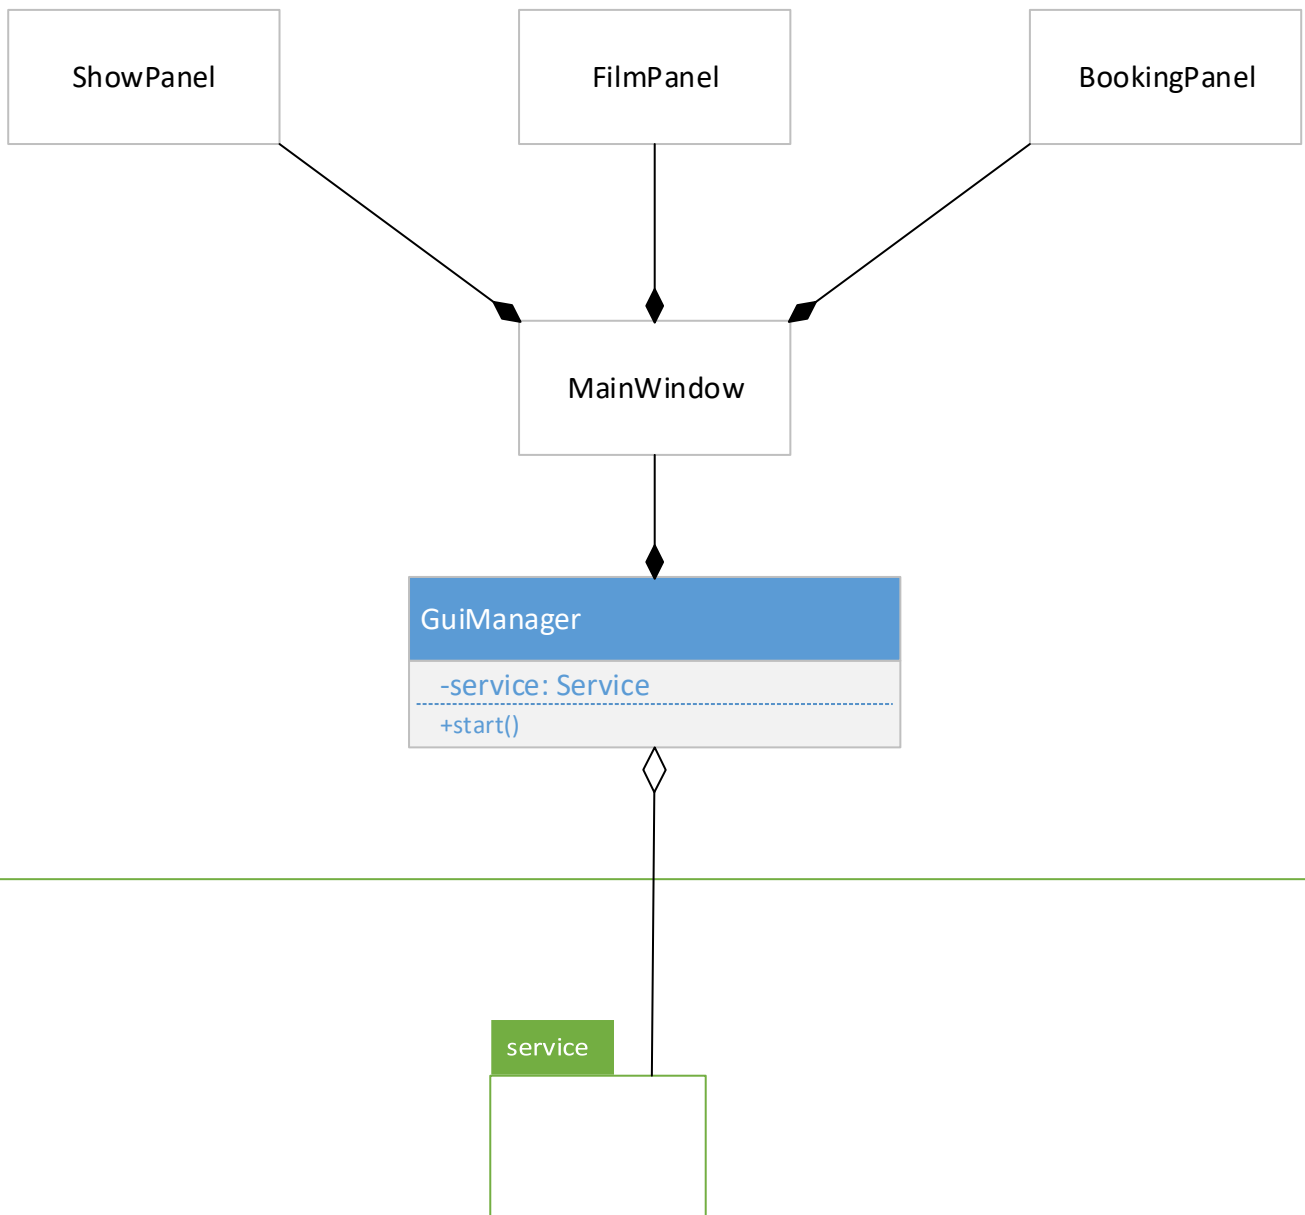 ShowPanel
FilmPanel
BookingPanel
MainWindow
GuiManager
-service: Service
+start()
service